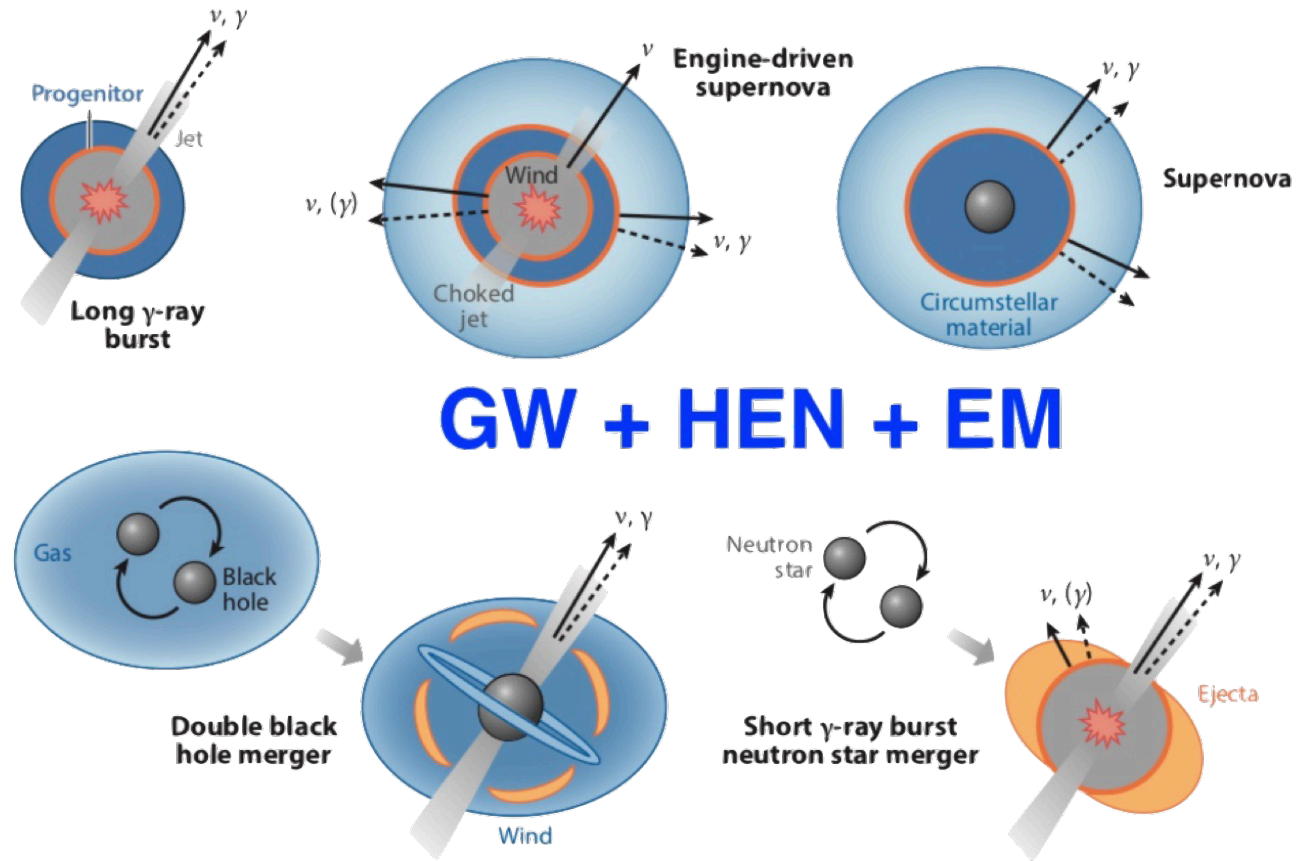 ν, γ
Progenitor
Jet
Long γ-ray
burst
ν
Engine-driven
supernova
Wind
ν, (γ)
ν, γ
Choked
jet
ν, γ
Supernova
Circumstellar
material
GW + HEN + EM
Gas
Black
hole
ν, γ
Double black
hole merger
Wind
Neutron
star
ν, (γ)
ν, γ
Ejecta
Short γ-ray burst
neutron star merger